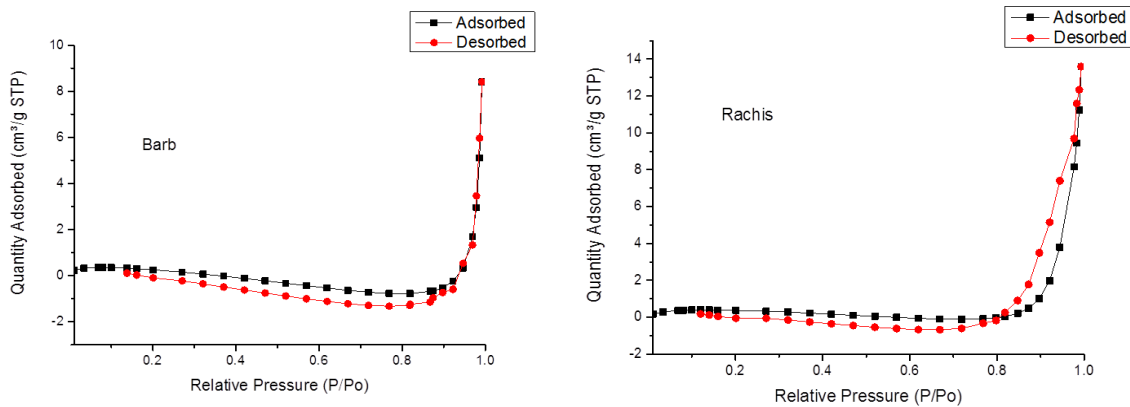 Adsorbed
Desorbed
10
8
6
4
2
0
-2
Quantity Adsorbed (cm³/g STP)
Barb
0.2
0.4
0.6
0.8
1.0
Relative Pressure (P/Po)
Adsorbed
Desorbed
14
12
10
8
6
4
2
0
-2
Quantity Adsorbed (cm³/g STP)
Rachis
0.2
0.4
0.6
0.8
1.0
Relative Pressure (P/Po)